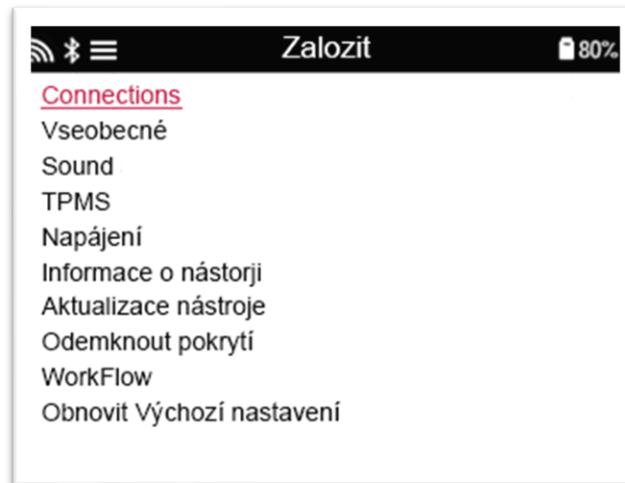 Zalozit
80%
Connections
Vseobecné
Sound
TPMS
Napájení
Informace o nástorji
Aktualizace nástroje
Odemknout pokrytí
WorkFlow
Obnovit Výchozí nastavení